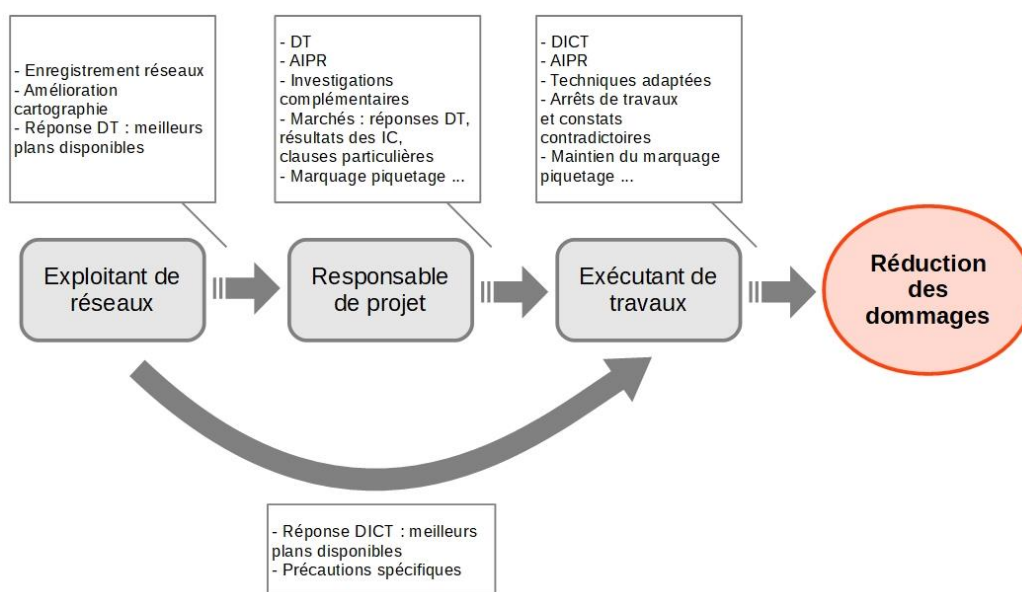 - Enregistrement réseaux
- Amélioration
cartographie
- Réponse DT : meilleurs
plans disponibles
- DT
- AIPR
- Investigations
complémentaires
- Marchés : réponses DT,
résultats des IC,
clauses particulières
- Marquage piquetage ...
- DICT
- AIPR
- Techniques adaptées
- Arrêts de travaux
et constats
contradictoires
- Maintien du marquage
piquetage ...
Exploitant de
réseaux
Responsable
de projet
Exécutant de
travaux
Réduction
des
dommages
- Réponse DICT : meilleurs
plans disponibles
- Précautions spécifiques